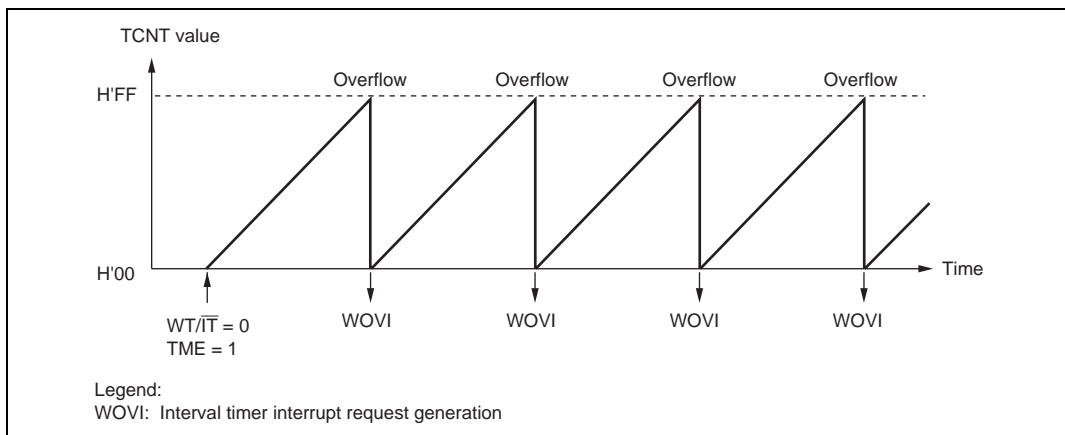 TCNT value
Overflow Overflow Overflow Overflow
H'FF
H'00
Time
WT/I̅T̅ = 0
TME = 1
WOVI WOVI WOVI WOVI
Legend:
WOVI: Interval timer interrupt request generation